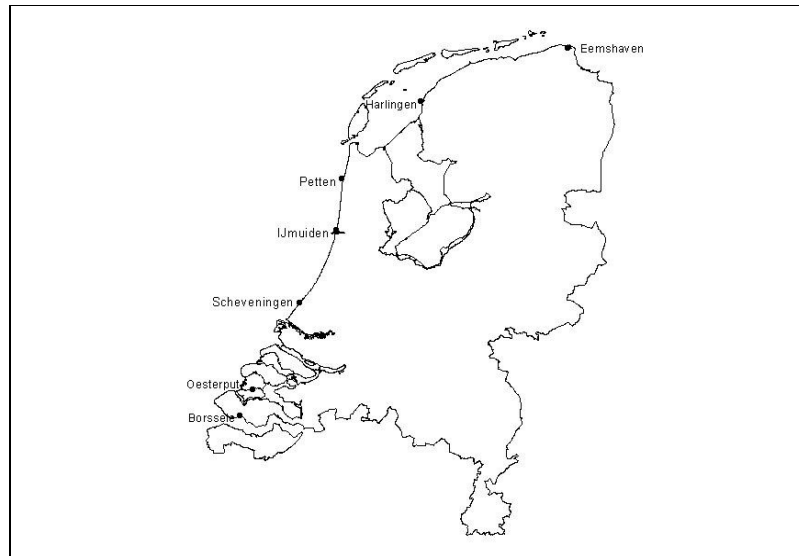 Eemshaven
Harlingen
Petten
IJmuiden
Scheveningen
Oesterput
Borssele